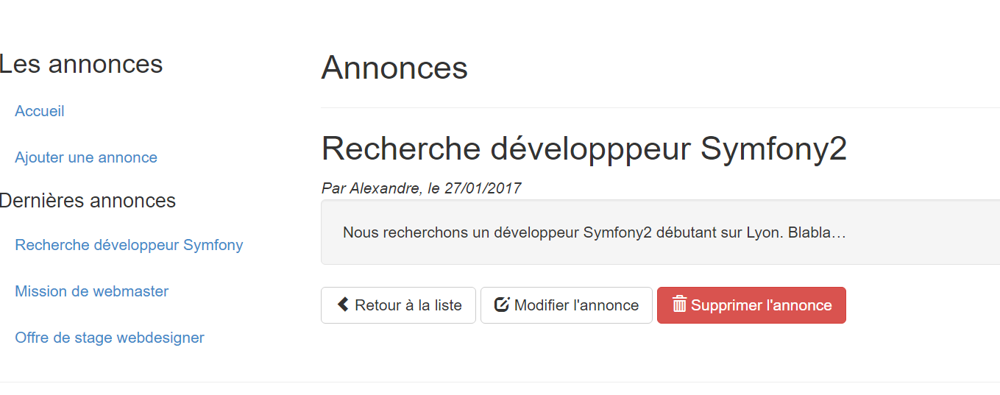 Les annonces
Accueil
Ajouter une annonce
Dernières annonces
Recherche développeur Symfony
Mission de webmaster
Offre de stage webdesigner
Annonces
Recherche développpeur Symfony2
Par Alexandre, le 27/01/2017
Nous recherchons un développeur Symfony2 débutant sur Lyon. Blabla…
Retour à la liste
Modifier l'annonce
Supprimer l'annonce